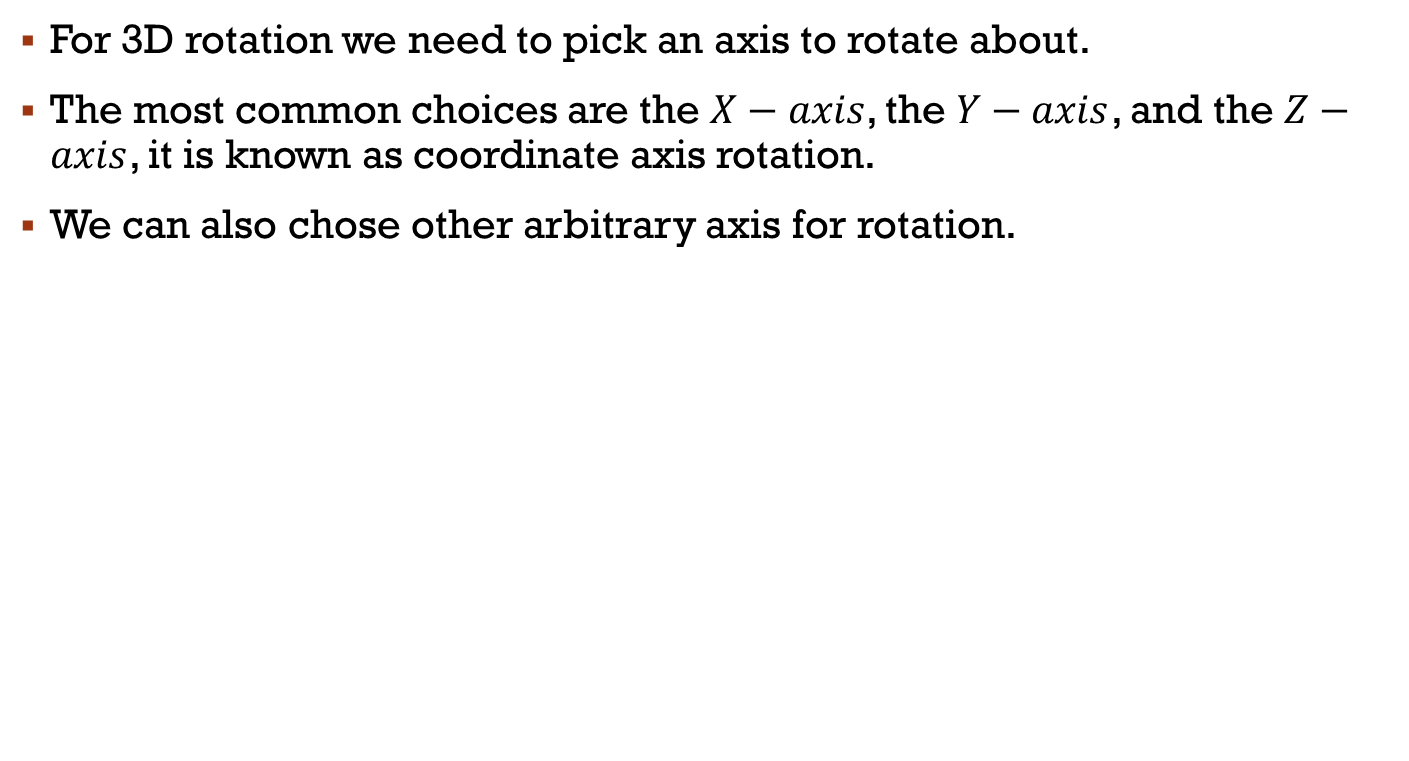 ▪ For 3D rotation we need to pick an axis to rotate about.
▪ The most common choices are the X − axis, the Y − axis, and the Z −
axis, it is known as coordinate axis rotation.
▪ We can also chose other arbitrary axis for rotation.